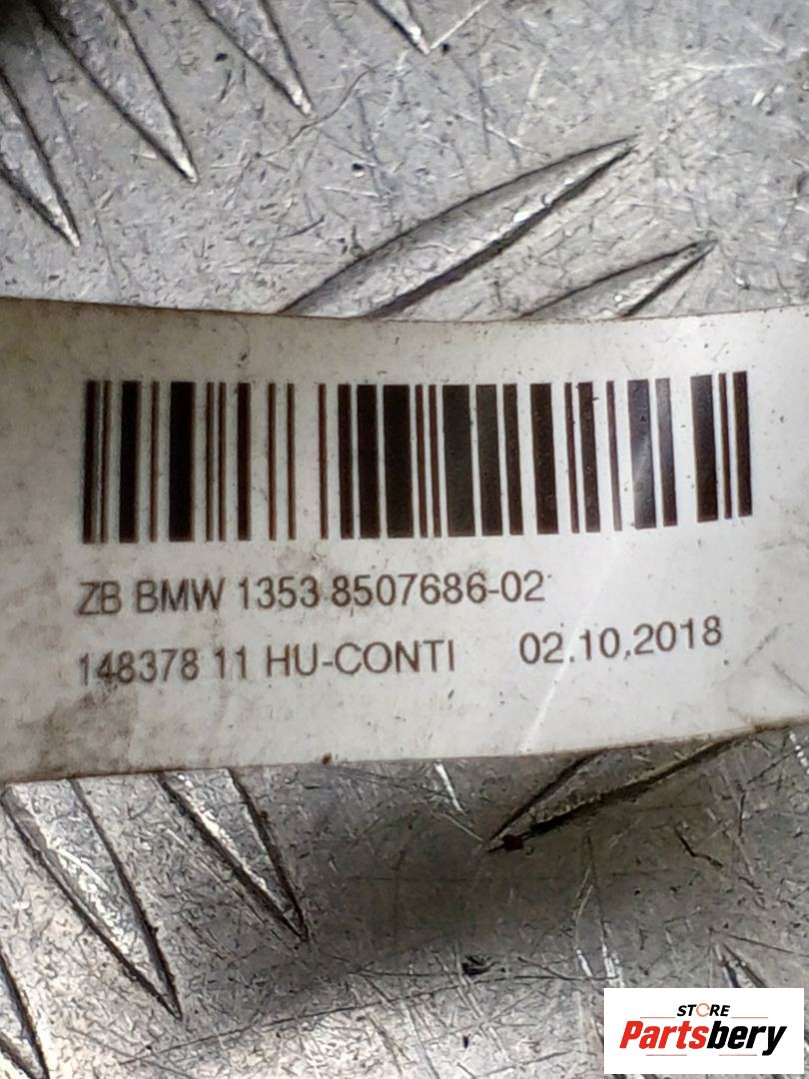 ZB BMW 1353 8507686-02
148378 11 HU-CONTI 02.10.2018
STORE
Partsbery